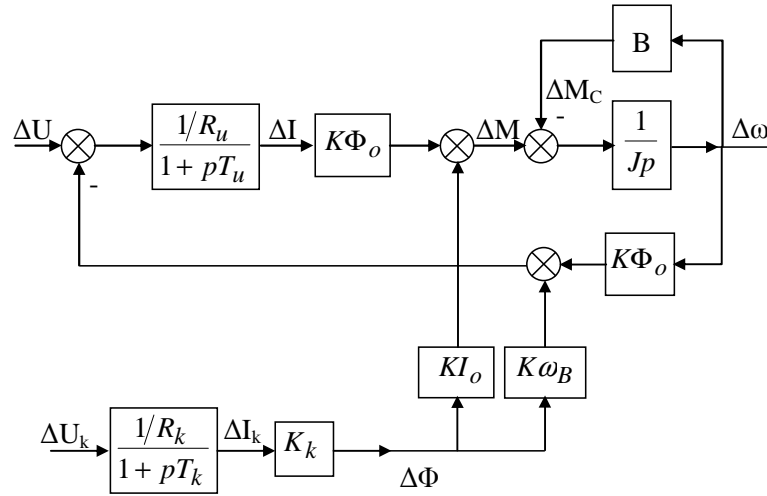 B
ΔM_C
-
ΔU
1/R_u
1 + pT_u
ΔI
KΦ_o
ΔM
1
Jp
Δω
-
KΦ_o
KI_o
Kω_B
ΔU_k
1/R_k
1 + pT_k
ΔI_k
K_k
ΔΦ